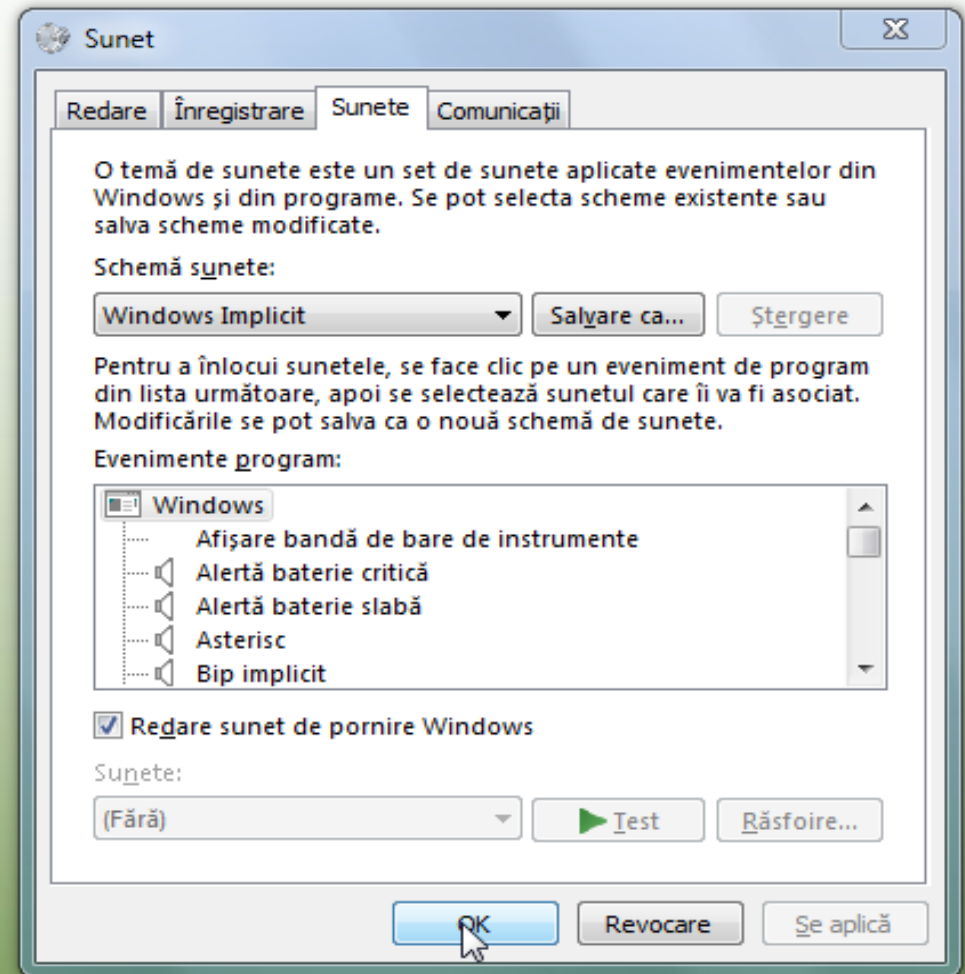 Sunet
Redare Înregistrare Sunete Comunicații
O temă de sunete este un set de sunete aplicate evenimentelor din
Windows și din programe. Se pot selecta scheme existente sau
salva scheme modificate.
Schemă sunete:
Windows Implicit Salvare ca... Ștergere
Pentru a înlocui sunetele, se face clic pe un eveniment de program
din lista următoare, apoi se selectează sunetul care îi va fi asociat.
Modificările se pot salva ca o nouă schemă de sunete.
Evenimente program:
Windows
Afișare bandă de bare de instrumente
Alertă baterie critică
Alertă baterie slabă
Asterisc
Bip implicit
Redare sunet de pornire Windows
Sunete:
(Fără) Test Răsfoire...
OK Revocare Se aplică